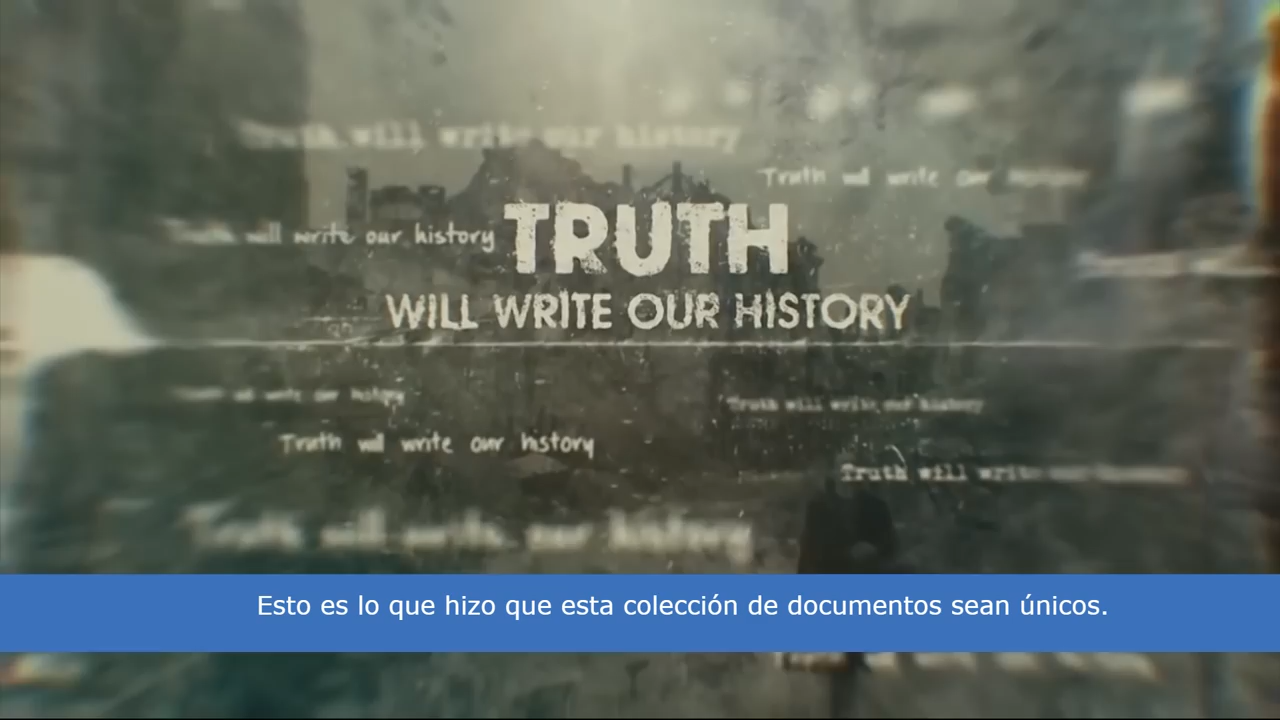 Truth will write our history
Truth will write our
Truth will write our history
TRUTH
WILL WRITE OUR HISTORY
will write our history
Truth will write our history
Truth will write our history
Truth will write
Truth will write our history
Esto es lo que hizo que esta colección de documentos sean únicos.